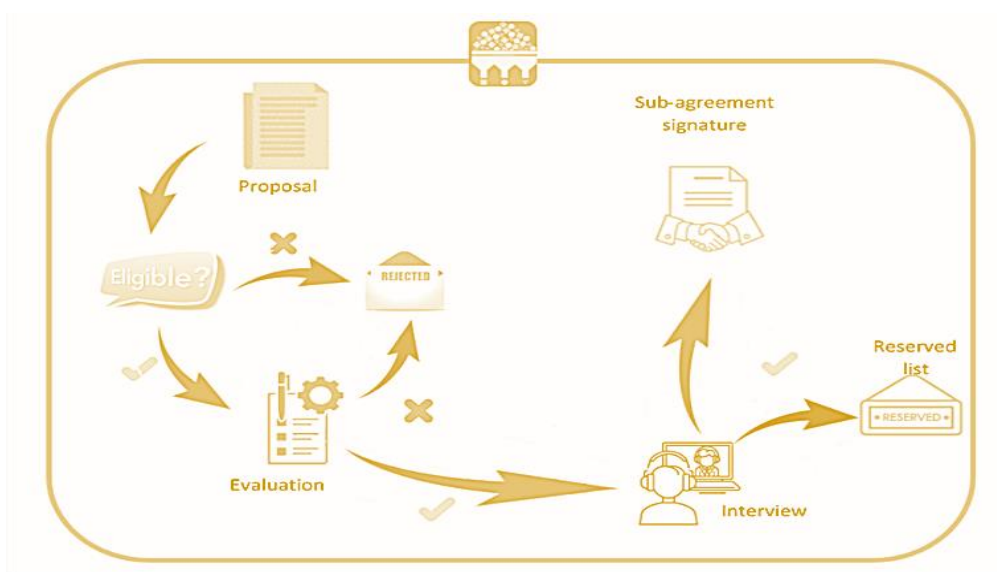 Proposal
Eligible?
REJECTED
Evaluation
Interview
Sub-agreement
signature
Reserved
list
• RESERVED •